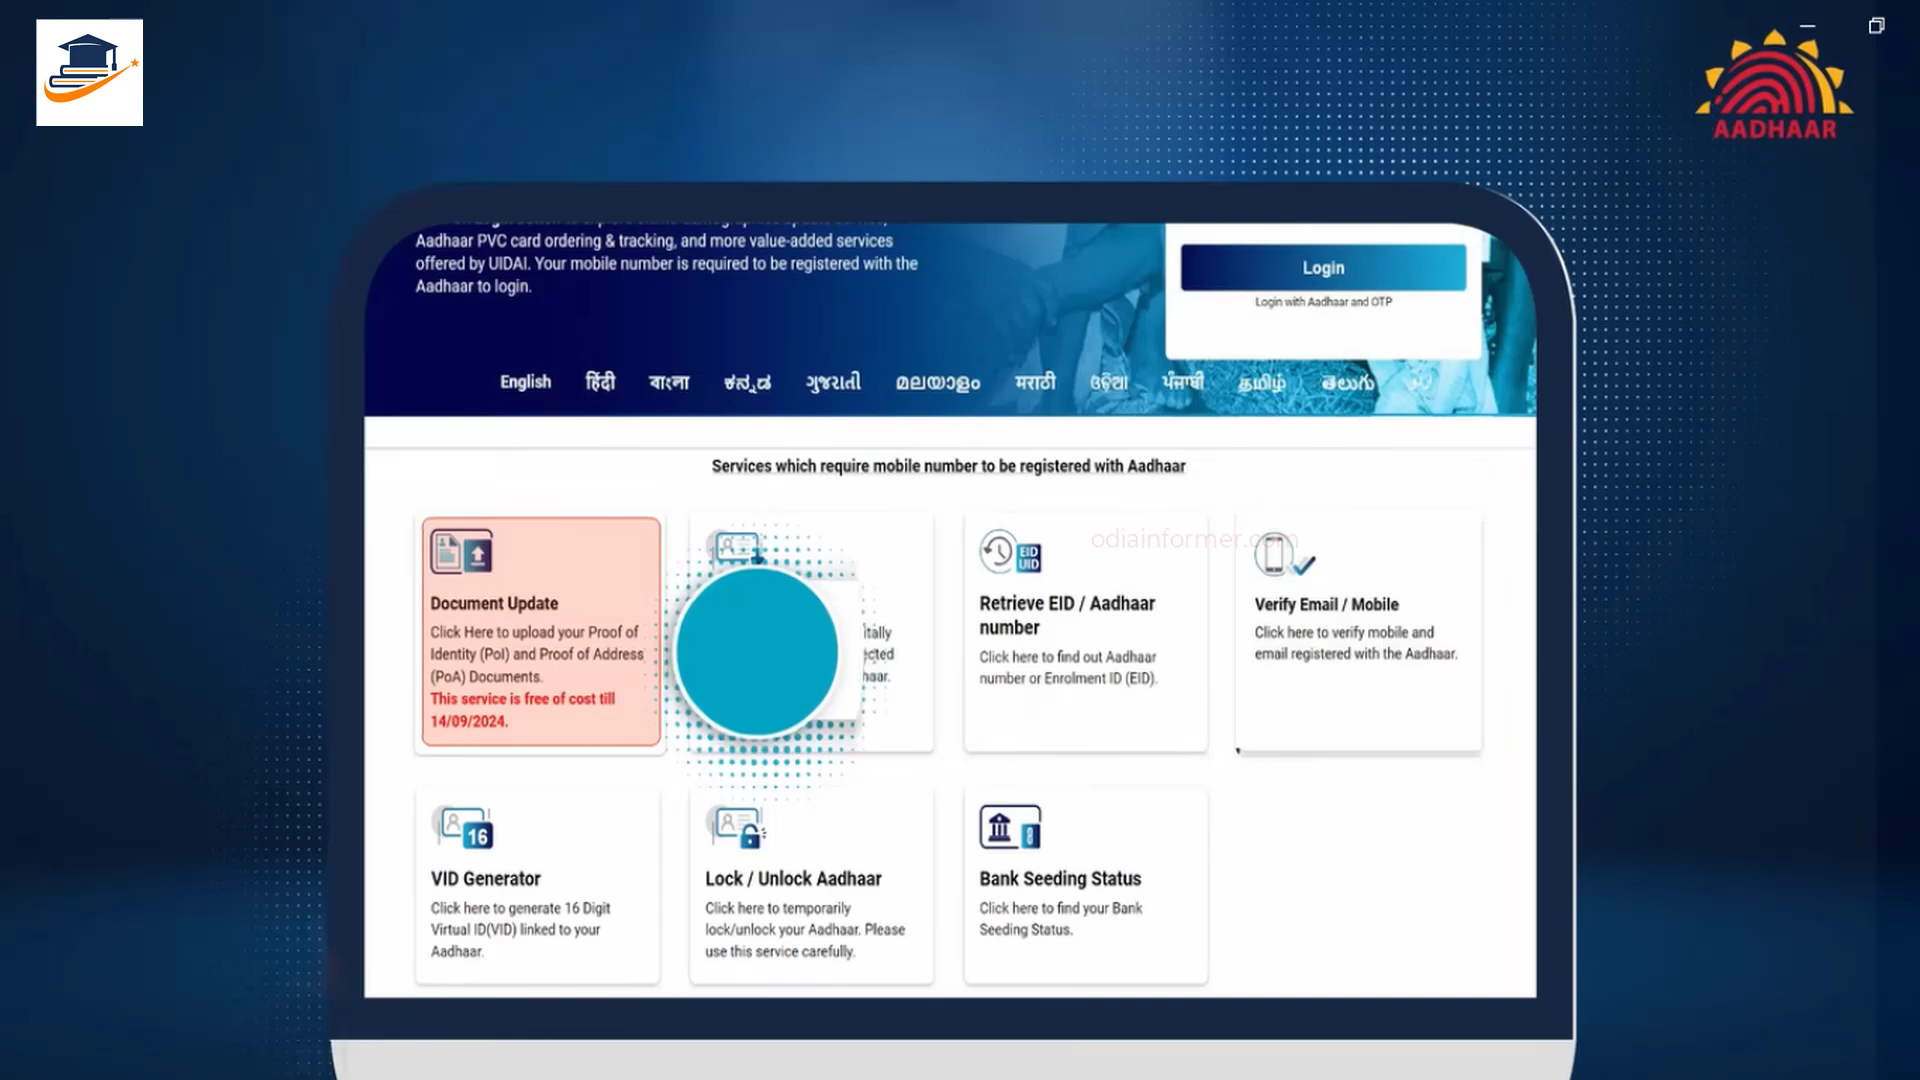 AADHAAR
Aadhaar PVC card ordering & tracking, and more value-added services
offered by UIDAI. Your mobile number is required to be registered with the
Aadhaar to login.
Login
Login with Aadhaar and OTP
English हिंदी বাংলা ಕನ್ನಡ ગુજરાતી മലയാളം मराठी ଓଡ଼ିଆ ਪੰਜਾਬੀ தமிழ் తెలుగు
Services which require mobile number to be registered with Aadhaar
odiainformer.com
Document Update
Click Here to upload your Proof of
Identity (PoI) and Proof of Address
(PoA) Documents.
This service is free of cost till
14/09/2024.
Retrieve EID / Aadhaar
number
EID
UID
Click here to find out Aadhaar
number or Enrolment ID (EID).
Verify Email / Mobile
Click here to verify mobile and
email registered with the Aadhaar.
16
VID Generator
Click here to generate 16 Digit
Virtual ID(VID) linked to your
Aadhaar.
Lock / Unlock Aadhaar
Click here to temporarily
lock/unlock your Aadhaar. Please
use this service carefully.
Bank Seeding Status
Click here to find your Bank
Seeding Status.